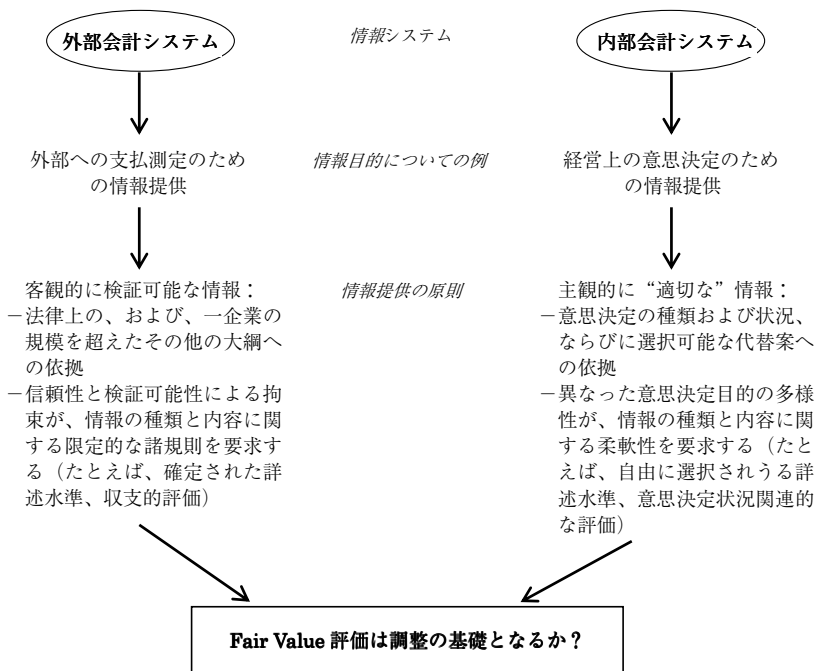 外部会計システム
情報システム
内部会計システム
外部への支払測定のため
の情報提供
情報目的についての例
経営上の意思決定のため
の情報提供
客観的に検証可能な情報：
－法律上の、および、一企業の
規模を超えたその他の大綱へ
の依拠
－信頼性と検証可能性による拘
束が、情報の種類と内容に関
する限定的な諸規則を要求す
る（たとえば、確定された詳
述水準、収支的評価）
情報提供の原則
主観的に“適切な”情報：
－意思決定の種類および状況、
ならびに選択可能な代替案へ
の依拠
－異なった意思決定目的の多様
性が、情報の種類と内容に関
する柔軟性を要求する（たと
えば、自由に選択されうる詳
述水準、意思決定状況関連的
な評価）
Fair Value 評価は調整の基礎となるか？